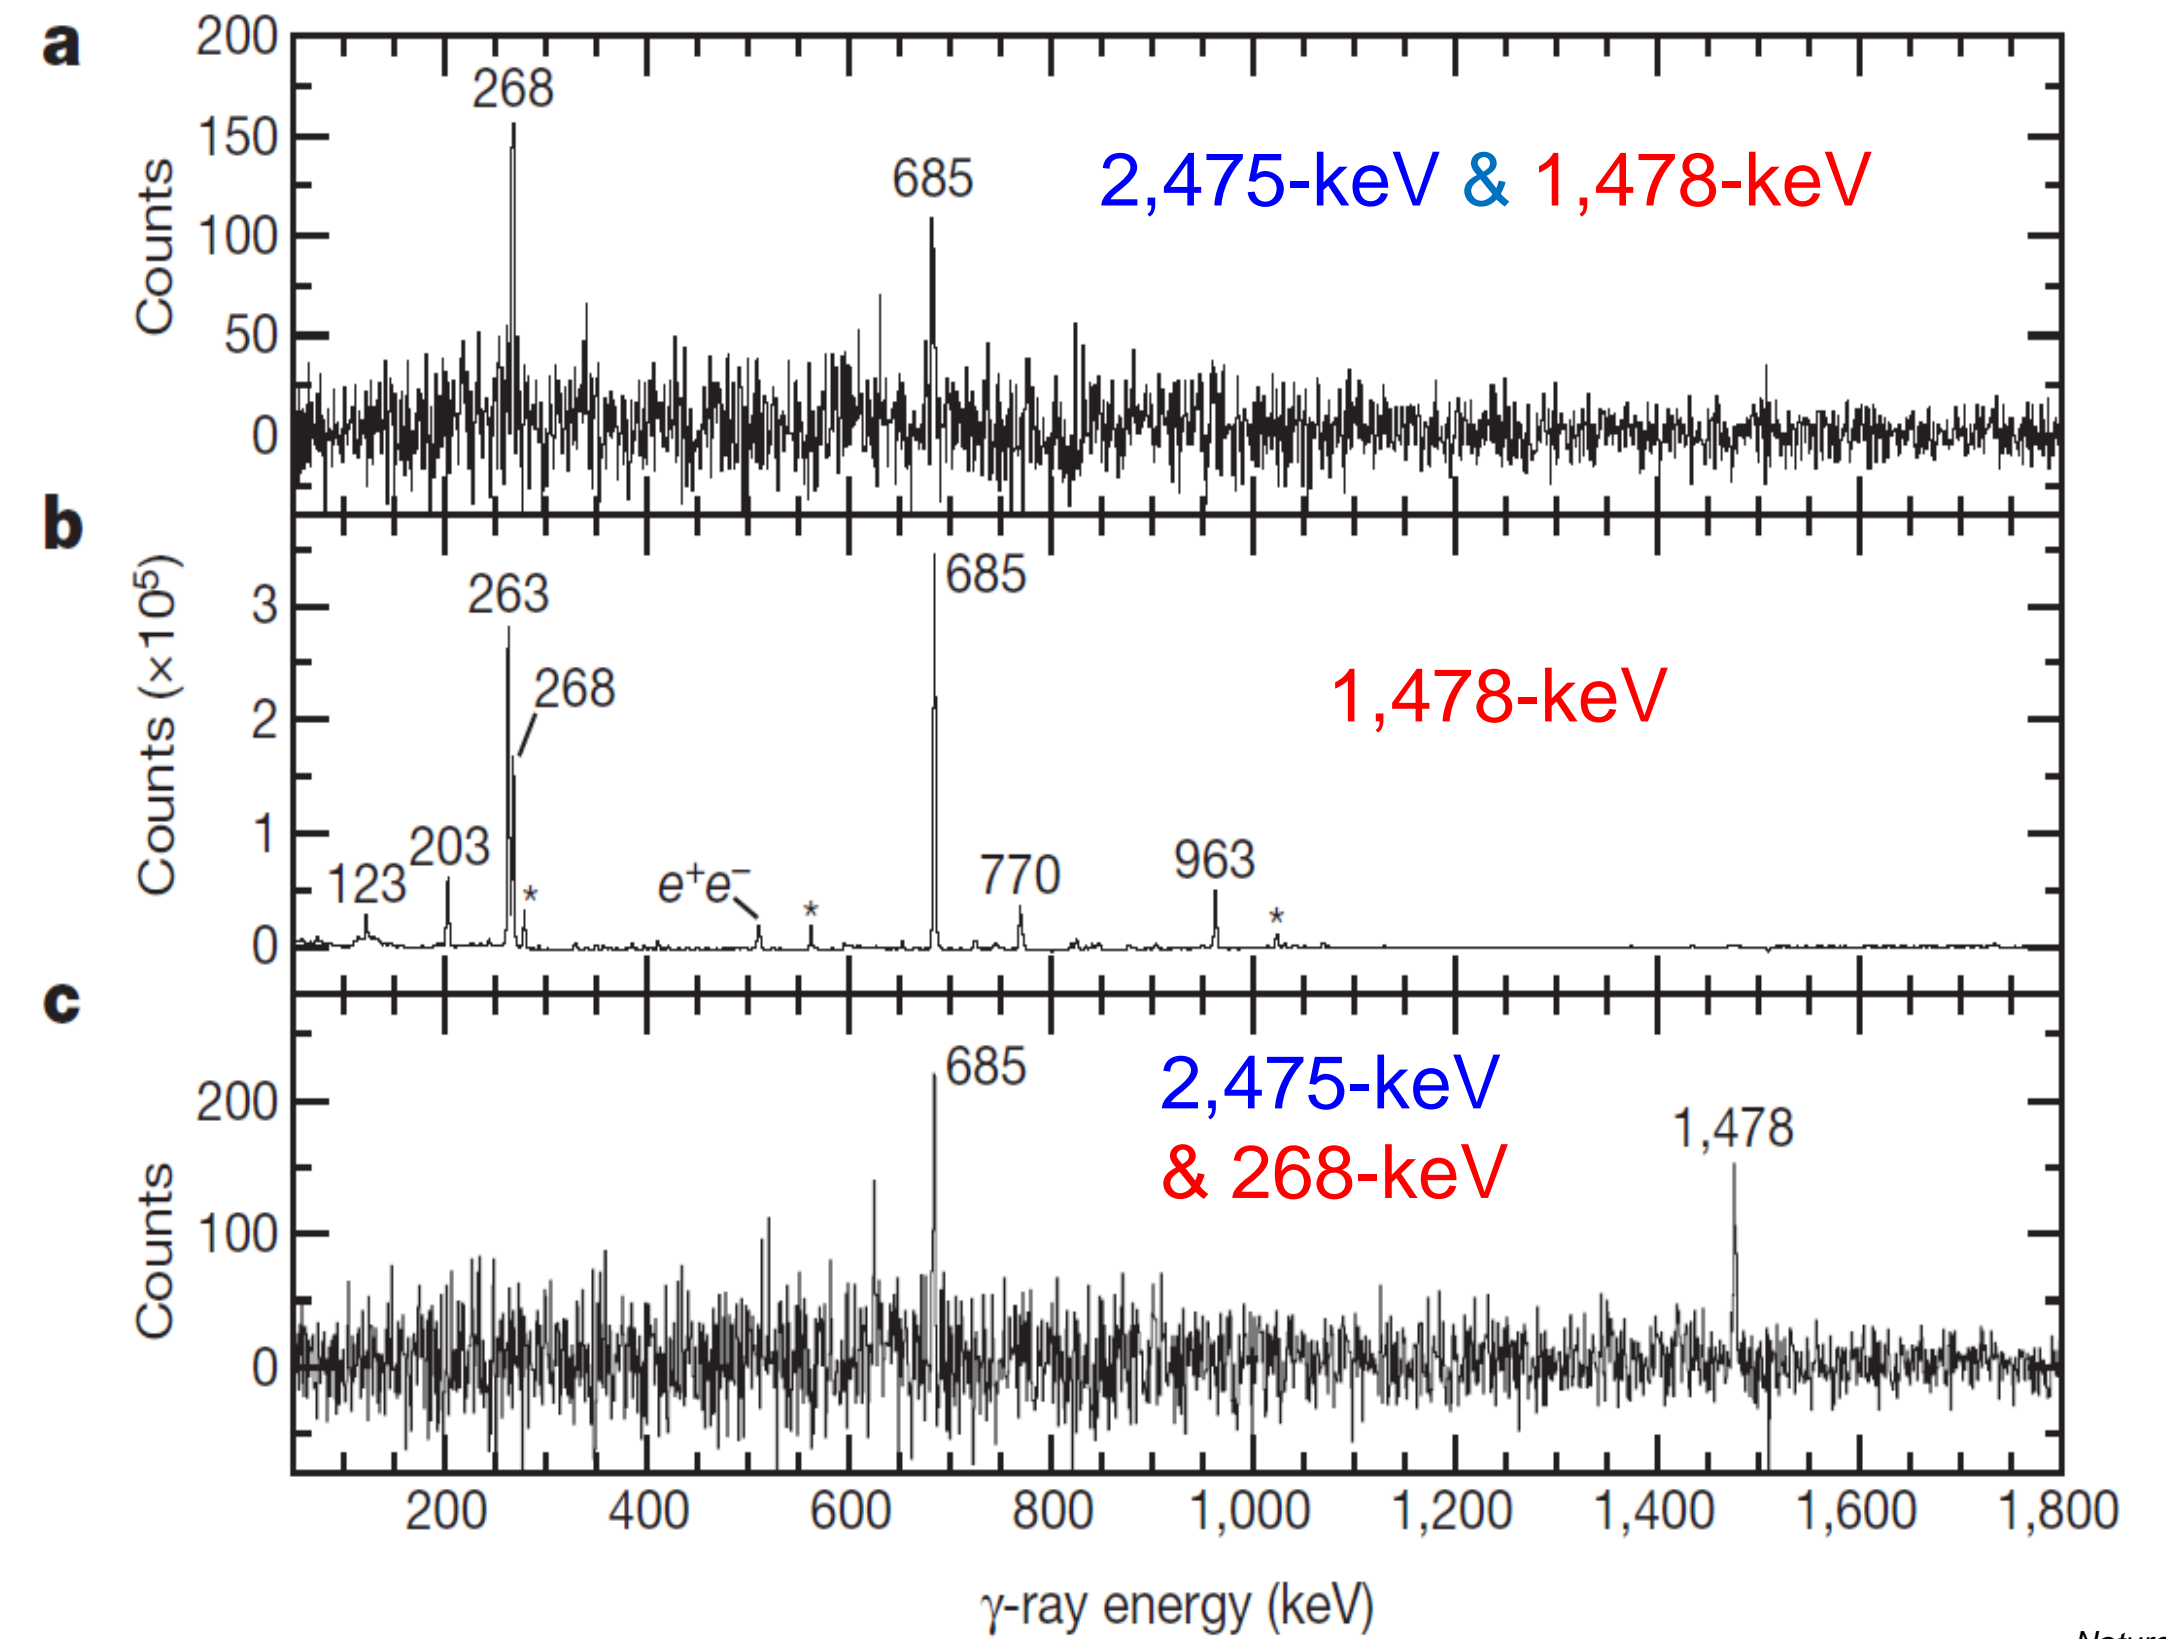 a
200
150
100
50
0
Counts
268
685
2,475-keV & 1,478-keV
b
3
2
1
0
Counts (×10⁵)
123
203
263
268
*
e⁺e⁻
*
685
770
963
*
1,478-keV
c
200
100
0
Counts
685
2,475-keV
& 268-keV
1,478
200 400 600 800 1,000 1,200 1,400 1,600 1,800
γ-ray energy (keV)